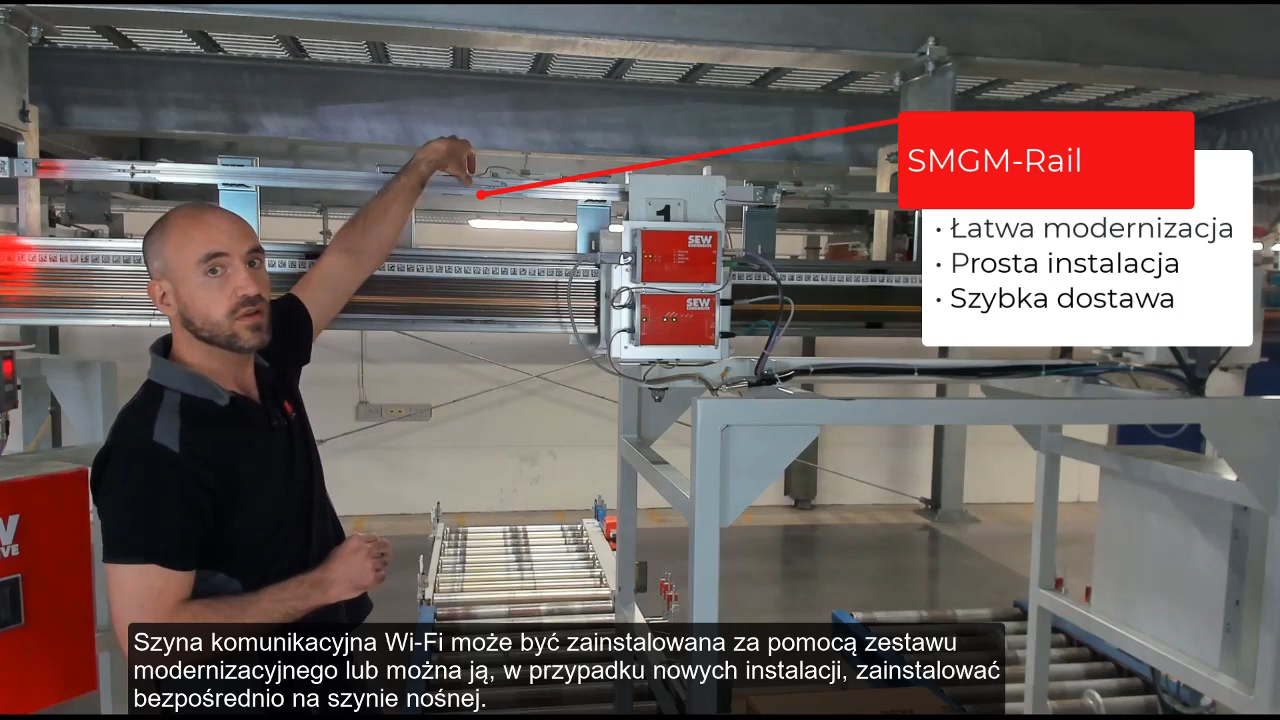 SMGM-Rail
• Łatwa modernizacja
• Prosta instalacja
• Szybka dostawa
1
SEW
SEW
Szyna komunikacyjna Wi-Fi może być zainstalowana za pomocą zestawu
modernizacyjnego lub można ją, w przypadku nowych instalacji, zainstalować
bezpośrednio na szynie nośnej.